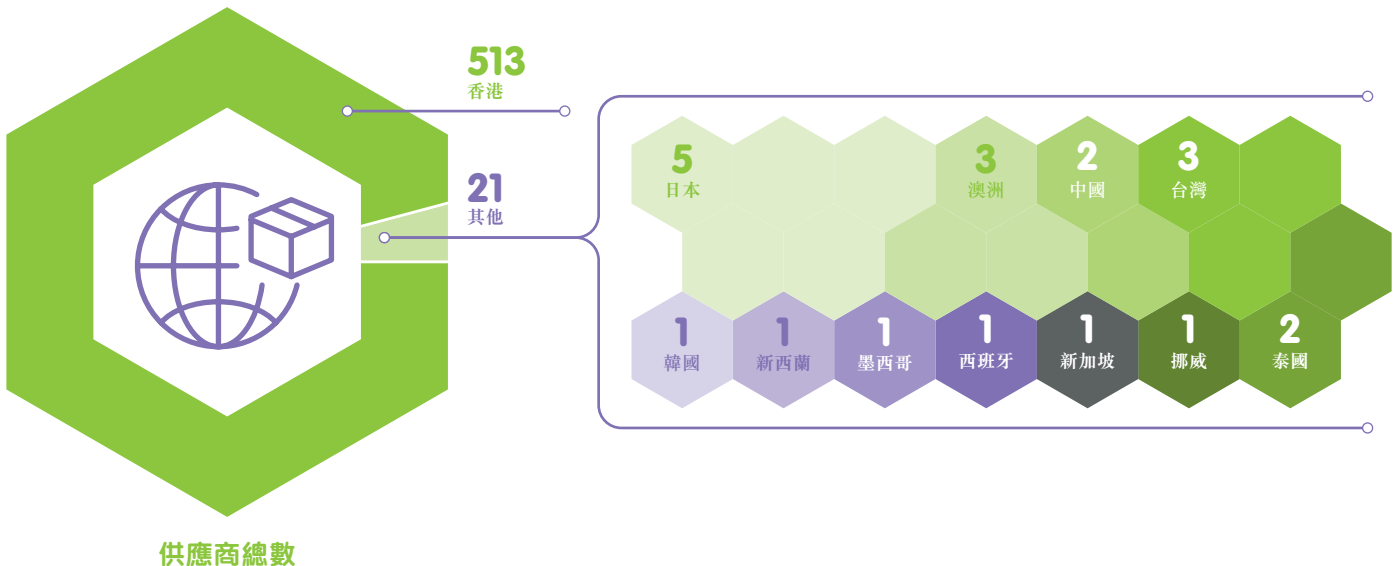 513
香港
21
其他
5
日本
3
澳洲
2
中國
3
台灣
1
韓國
1
新西蘭
1
墨西哥
1
西班牙
1
新加坡
1
挪威
2
泰國
供應商總數